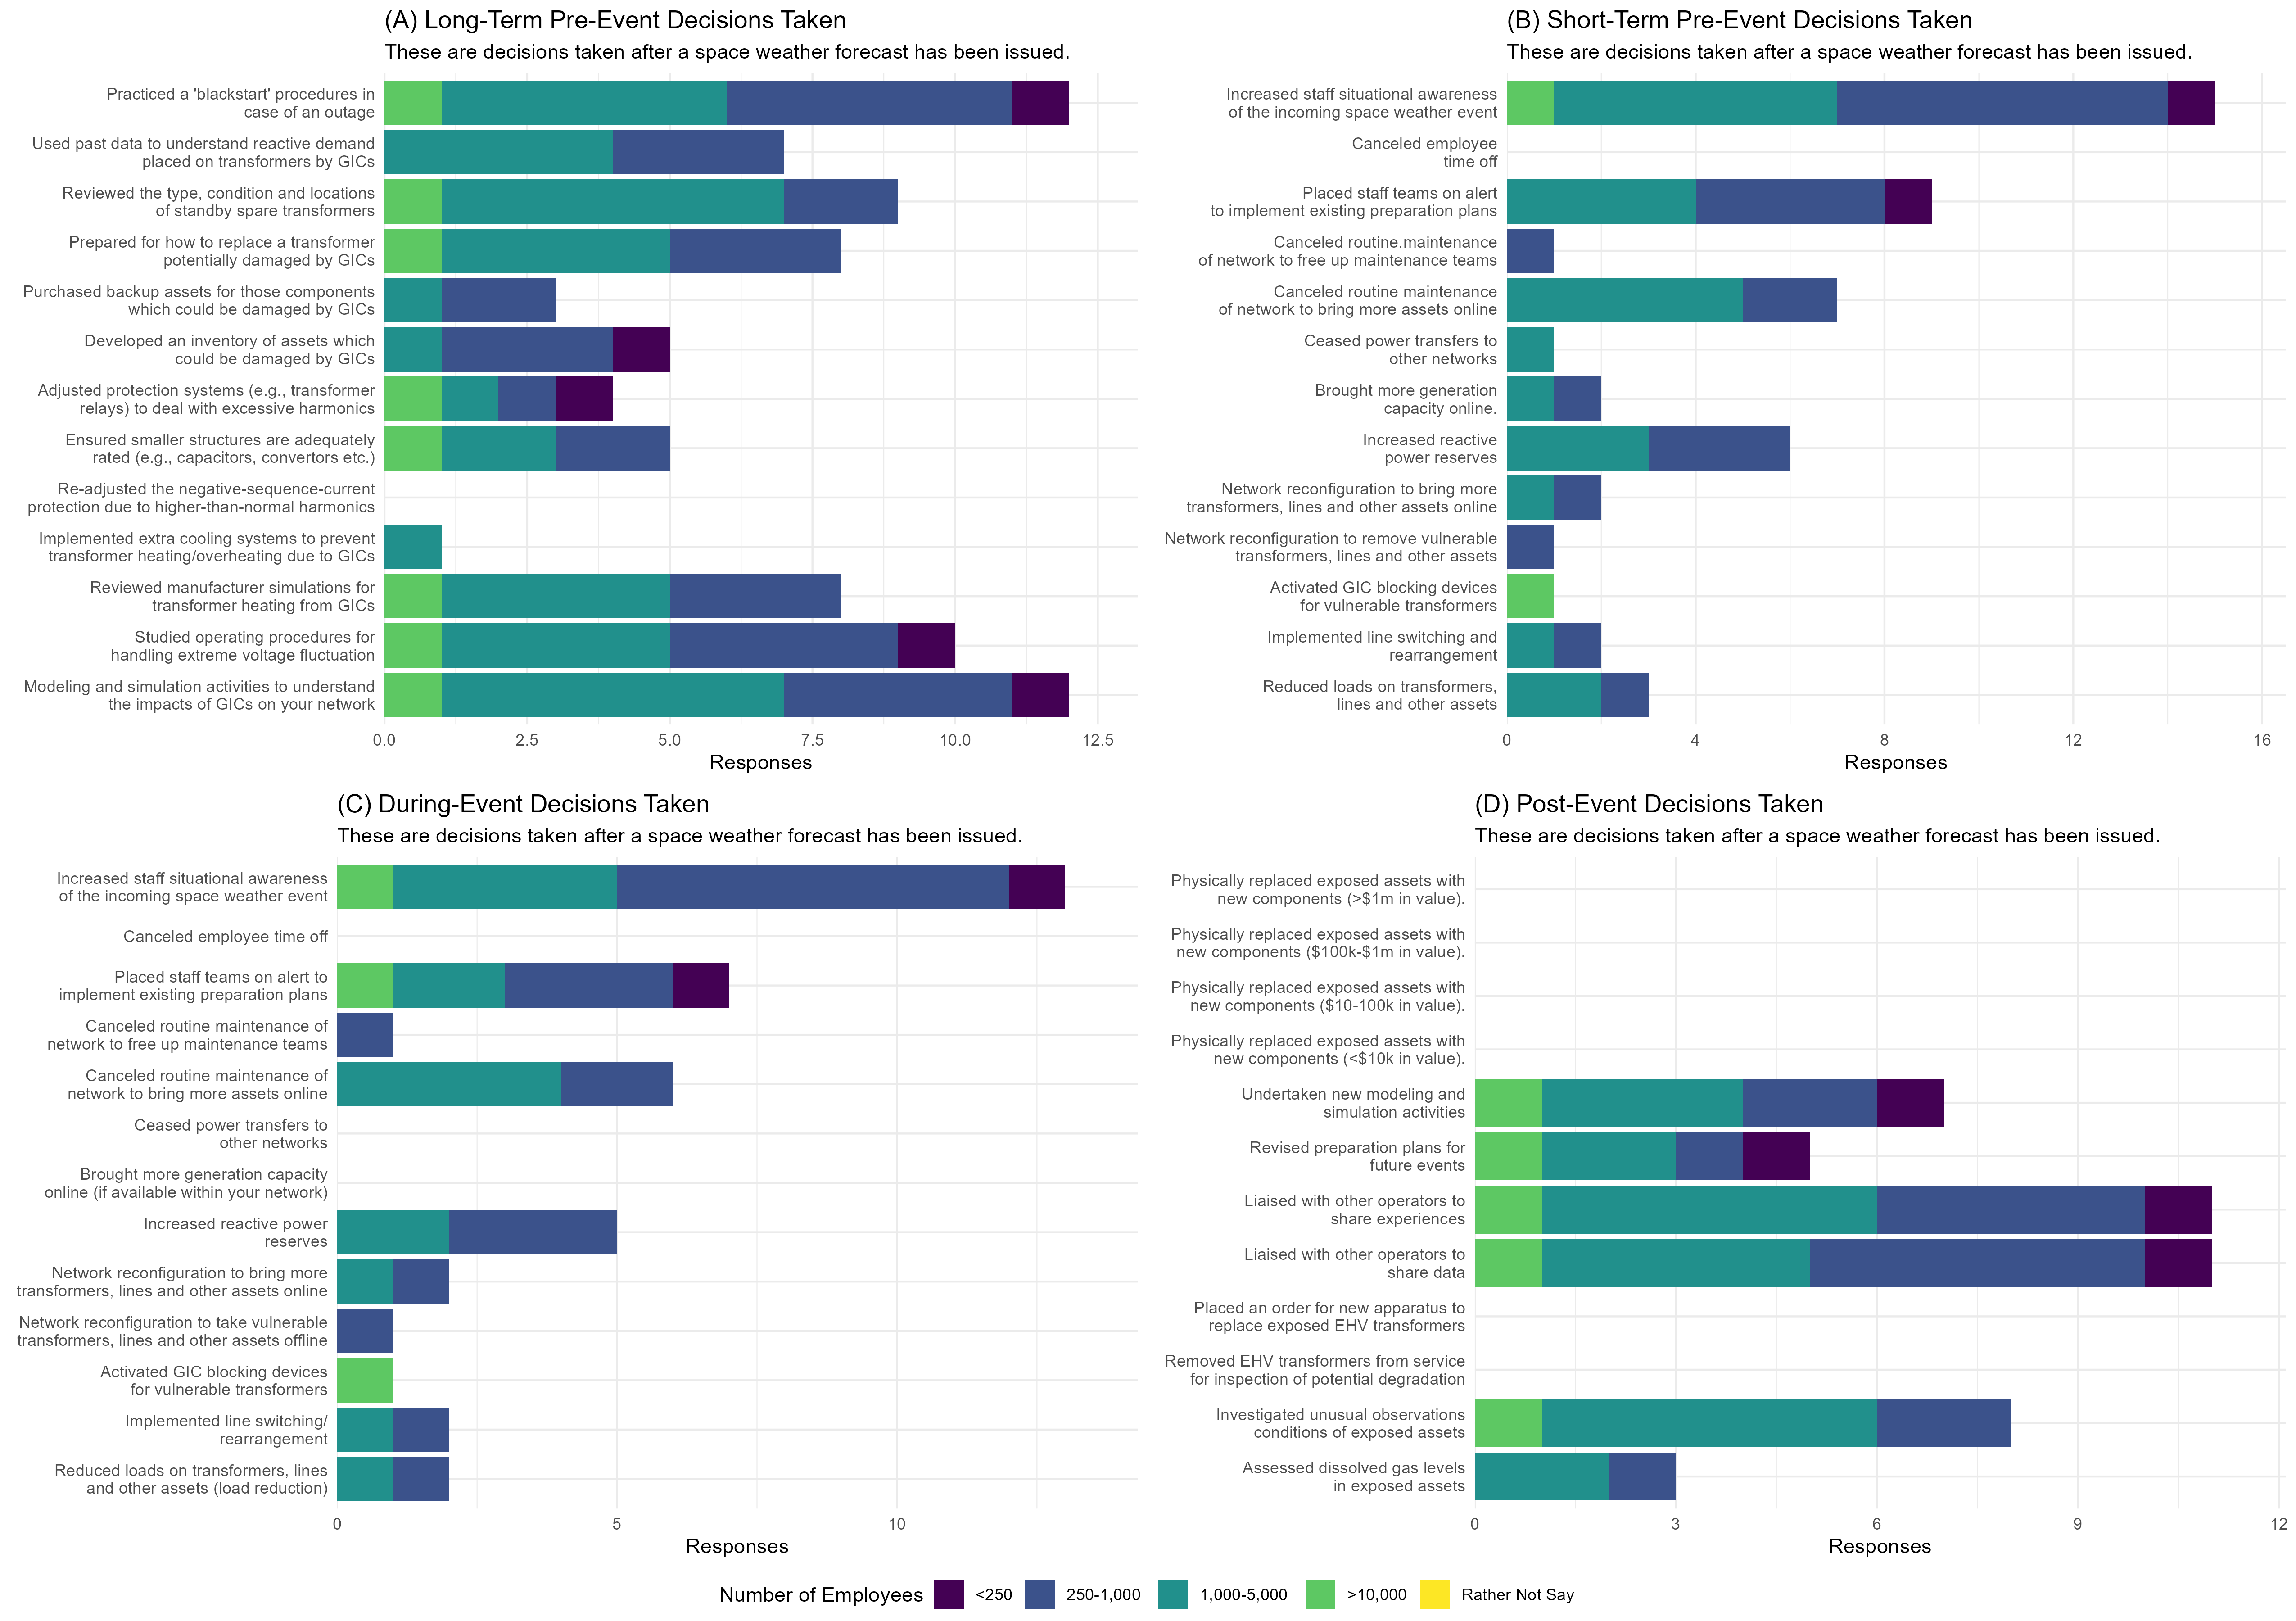 (A) Long-Term Pre-Event Decisions Taken
These are decisions taken after a space weather forecast has been issued.
Practiced a 'blackstart' procedures in
case of an outage
Used past data to understand reactive demand
placed on transformers by GICs
Reviewed the type, condition and locations
of standby spare transformers
Prepared for how to replace a transformer
potentially damaged by GICs
Purchased backup assets for those components
which could be damaged by GICs
Developed an inventory of assets which
could be damaged by GICs
Adjusted protection systems (e.g., transformer
relays) to deal with excessive harmonics
Ensured smaller structures are adequately
rated (e.g., capacitors, convertors etc.)
Re-adjusted the negative-sequence-current
protection due to higher-than-normal harmonics
Implemented extra cooling systems to prevent
transformer heating/overheating due to GICs
Reviewed manufacturer simulations for
transformer heating from GICs
Studied operating procedures for
handling extreme voltage fluctuation
Modeling and simulation activities to understand
the impacts of GICs on your network
0.0 2.5 5.0 7.5 10.0 12.5
Responses
(B) Short-Term Pre-Event Decisions Taken
These are decisions taken after a space weather forecast has been issued.
Increased staff situational awareness
of the incoming space weather event
Canceled employee
time off
Placed staff teams on alert
to implement existing preparation plans
Canceled routine.maintenance
of network to free up maintenance teams
Canceled routine maintenance
of network to bring more assets online
Ceased power transfers to
other networks
Brought more generation
capacity online.
Increased reactive
power reserves
Network reconfiguration to bring more
transformers, lines and other assets online
Network reconfiguration to remove vulnerable
transformers, lines and other assets
Activated GIC blocking devices
for vulnerable transformers
Implemented line switching and
rearrangement
Reduced loads on transformers,
lines and other assets
0 4 8 12 16
Responses
(C) During-Event Decisions Taken
These are decisions taken after a space weather forecast has been issued.
Increased staff situational awareness
of the incoming space weather event
Canceled employee time off
Placed staff teams on alert to
implement existing preparation plans
Canceled routine maintenance of
network to free up maintenance teams
Canceled routine maintenance of
network to bring more assets online
Ceased power transfers to
other networks
Brought more generation capacity
online (if available within your network)
Increased reactive power
reserves
Network reconfiguration to bring more
transformers, lines and other assets online
Network reconfiguration to take vulnerable
transformers, lines and other assets offline
Activated GIC blocking devices
for vulnerable transformers
Implemented line switching/
rearrangement
Reduced loads on transformers, lines
and other assets (load reduction)
0 5 10
Responses
(D) Post-Event Decisions Taken
These are decisions taken after a space weather forecast has been issued.
Physically replaced exposed assets with
new components (>$1m in value).
Physically replaced exposed assets with
new components ($100k-$1m in value).
Physically replaced exposed assets with
new components ($10-100k in value).
Physically replaced exposed assets with
new components (<$10k in value).
Undertaken new modeling and
simulation activities
Revised preparation plans for
future events
Liaised with other operators to
share experiences
Liaised with other operators to
share data
Placed an order for new apparatus to
replace exposed EHV transformers
Removed EHV transformers from service
for inspection of potential degradation
Investigated unusual observations
conditions of exposed assets
Assessed dissolved gas levels
in exposed assets
0 3 6 9 12
Responses
Number of Employees <250 250-1,000 1,000-5,000 >10,000 Rather Not Say